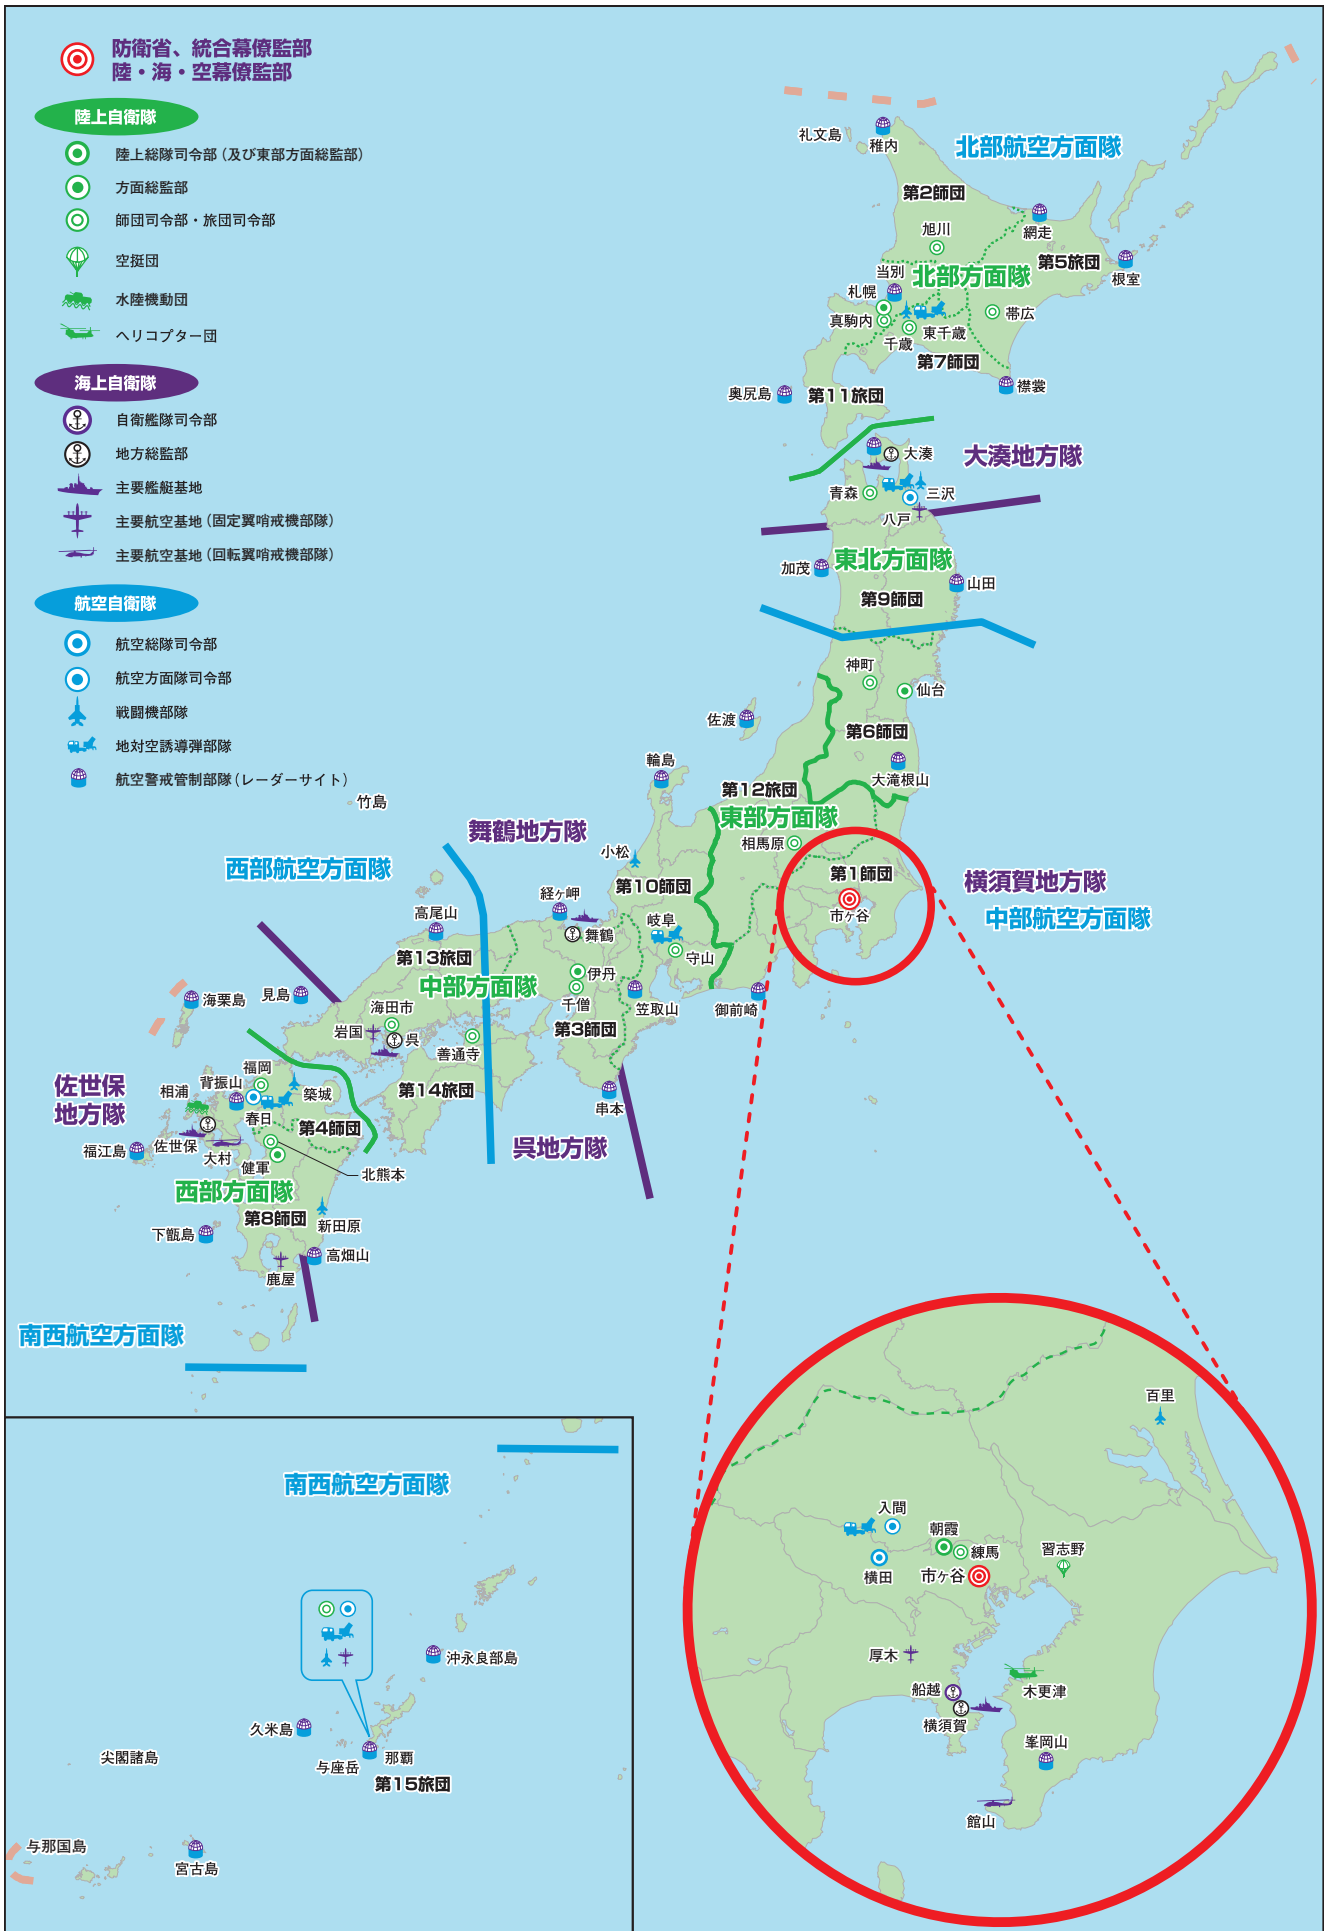 防衛省、統合幕僚監部
陸・海・空幕僚監部
陸上自衛隊
陸上総隊司令部（及び東部方面総監部）
方面総監部
師団司令部・旅団司令部
空挺団
水陸機動団
ヘリコプター団
海上自衛隊
自衛艦隊司令部
地方総監部
主要艦艇基地
主要航空基地（固定翼哨戒機部隊）
主要航空基地（回転翼哨戒機部隊）
航空自衛隊
航空総隊司令部
航空方面隊司令部
戦闘機部隊
地対空誘導弾部隊
航空警戒管制部隊（レーダーサイト）
礼文島
稚内
北部航空方面隊
第2師団
旭川
網走
第5旅団
根室
当別
北部方面隊
札幌
真駒内
千歳
東千歳
帯広
第7師団
襟裳
奥尻島
第11旅団
大湊
大湊地方隊
青森
三沢
八戸
加茂
東北方面隊
山田
第9師団
神町
仙台
佐渡
第6師団
輪島
大滝根山
第12旅団
竹島
東部方面隊
舞鶴地方隊
相馬原
小松
西部航空方面隊
第1師団
横須賀地方隊
第10師団
経ヶ岬
市ヶ谷
中部航空方面隊
高尾山
岐阜
舞鶴
第13旅団
守山
伊丹
中部方面隊
海栗島
見島
千僧
笠取山
御前崎
海田市
岩国
呉
善通寺
第3師団
福岡
佐世保
地方隊
相浦
背振山
築城
第14旅団
串本
春日
第4師団
福江島
佐世保
大村
呉地方隊
健軍
北熊本
西部方面隊
第8師団
新田原
下甑島
高畑山
鹿屋
南西航空方面隊
南西航空方面隊
沖永良部島
久米島
尖閣諸島
与座岳
那覇
第15旅団
与那国島
宮古島
百里
入間
朝霞
練馬
習志野
横田
市ヶ谷
厚木
船越
木更津
横須賀
峯岡山
館山